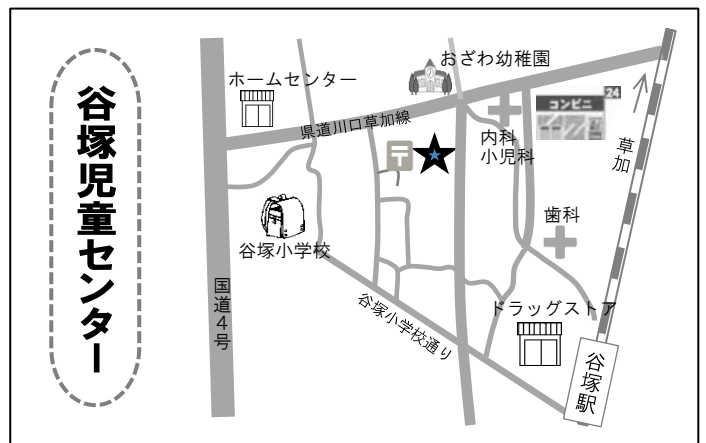 谷塚児童センター
ホームセンター
おざわ幼稚園
24
コンビニ
県道川口草加線
〒
内科
小児科
草加
歯科
谷塚小学校
国道4号
谷塚小学校通り
ドラッグストア
谷塚駅